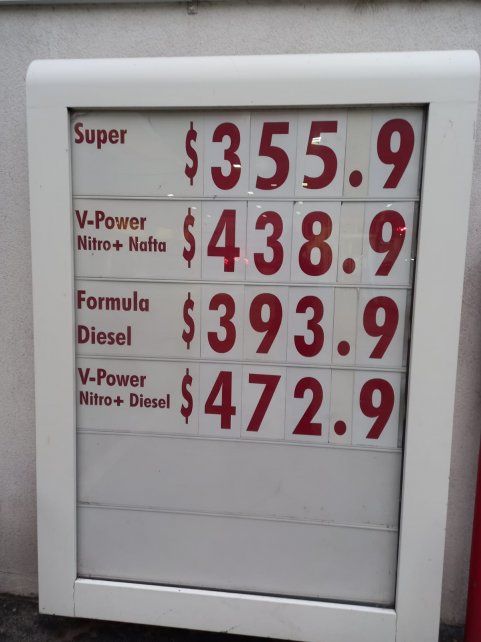 Super $355.9
V-Power
Nitro+ Nafta $438.9
Formula
Diesel $393.9
V-Power
Nitro+ Diesel $472.9